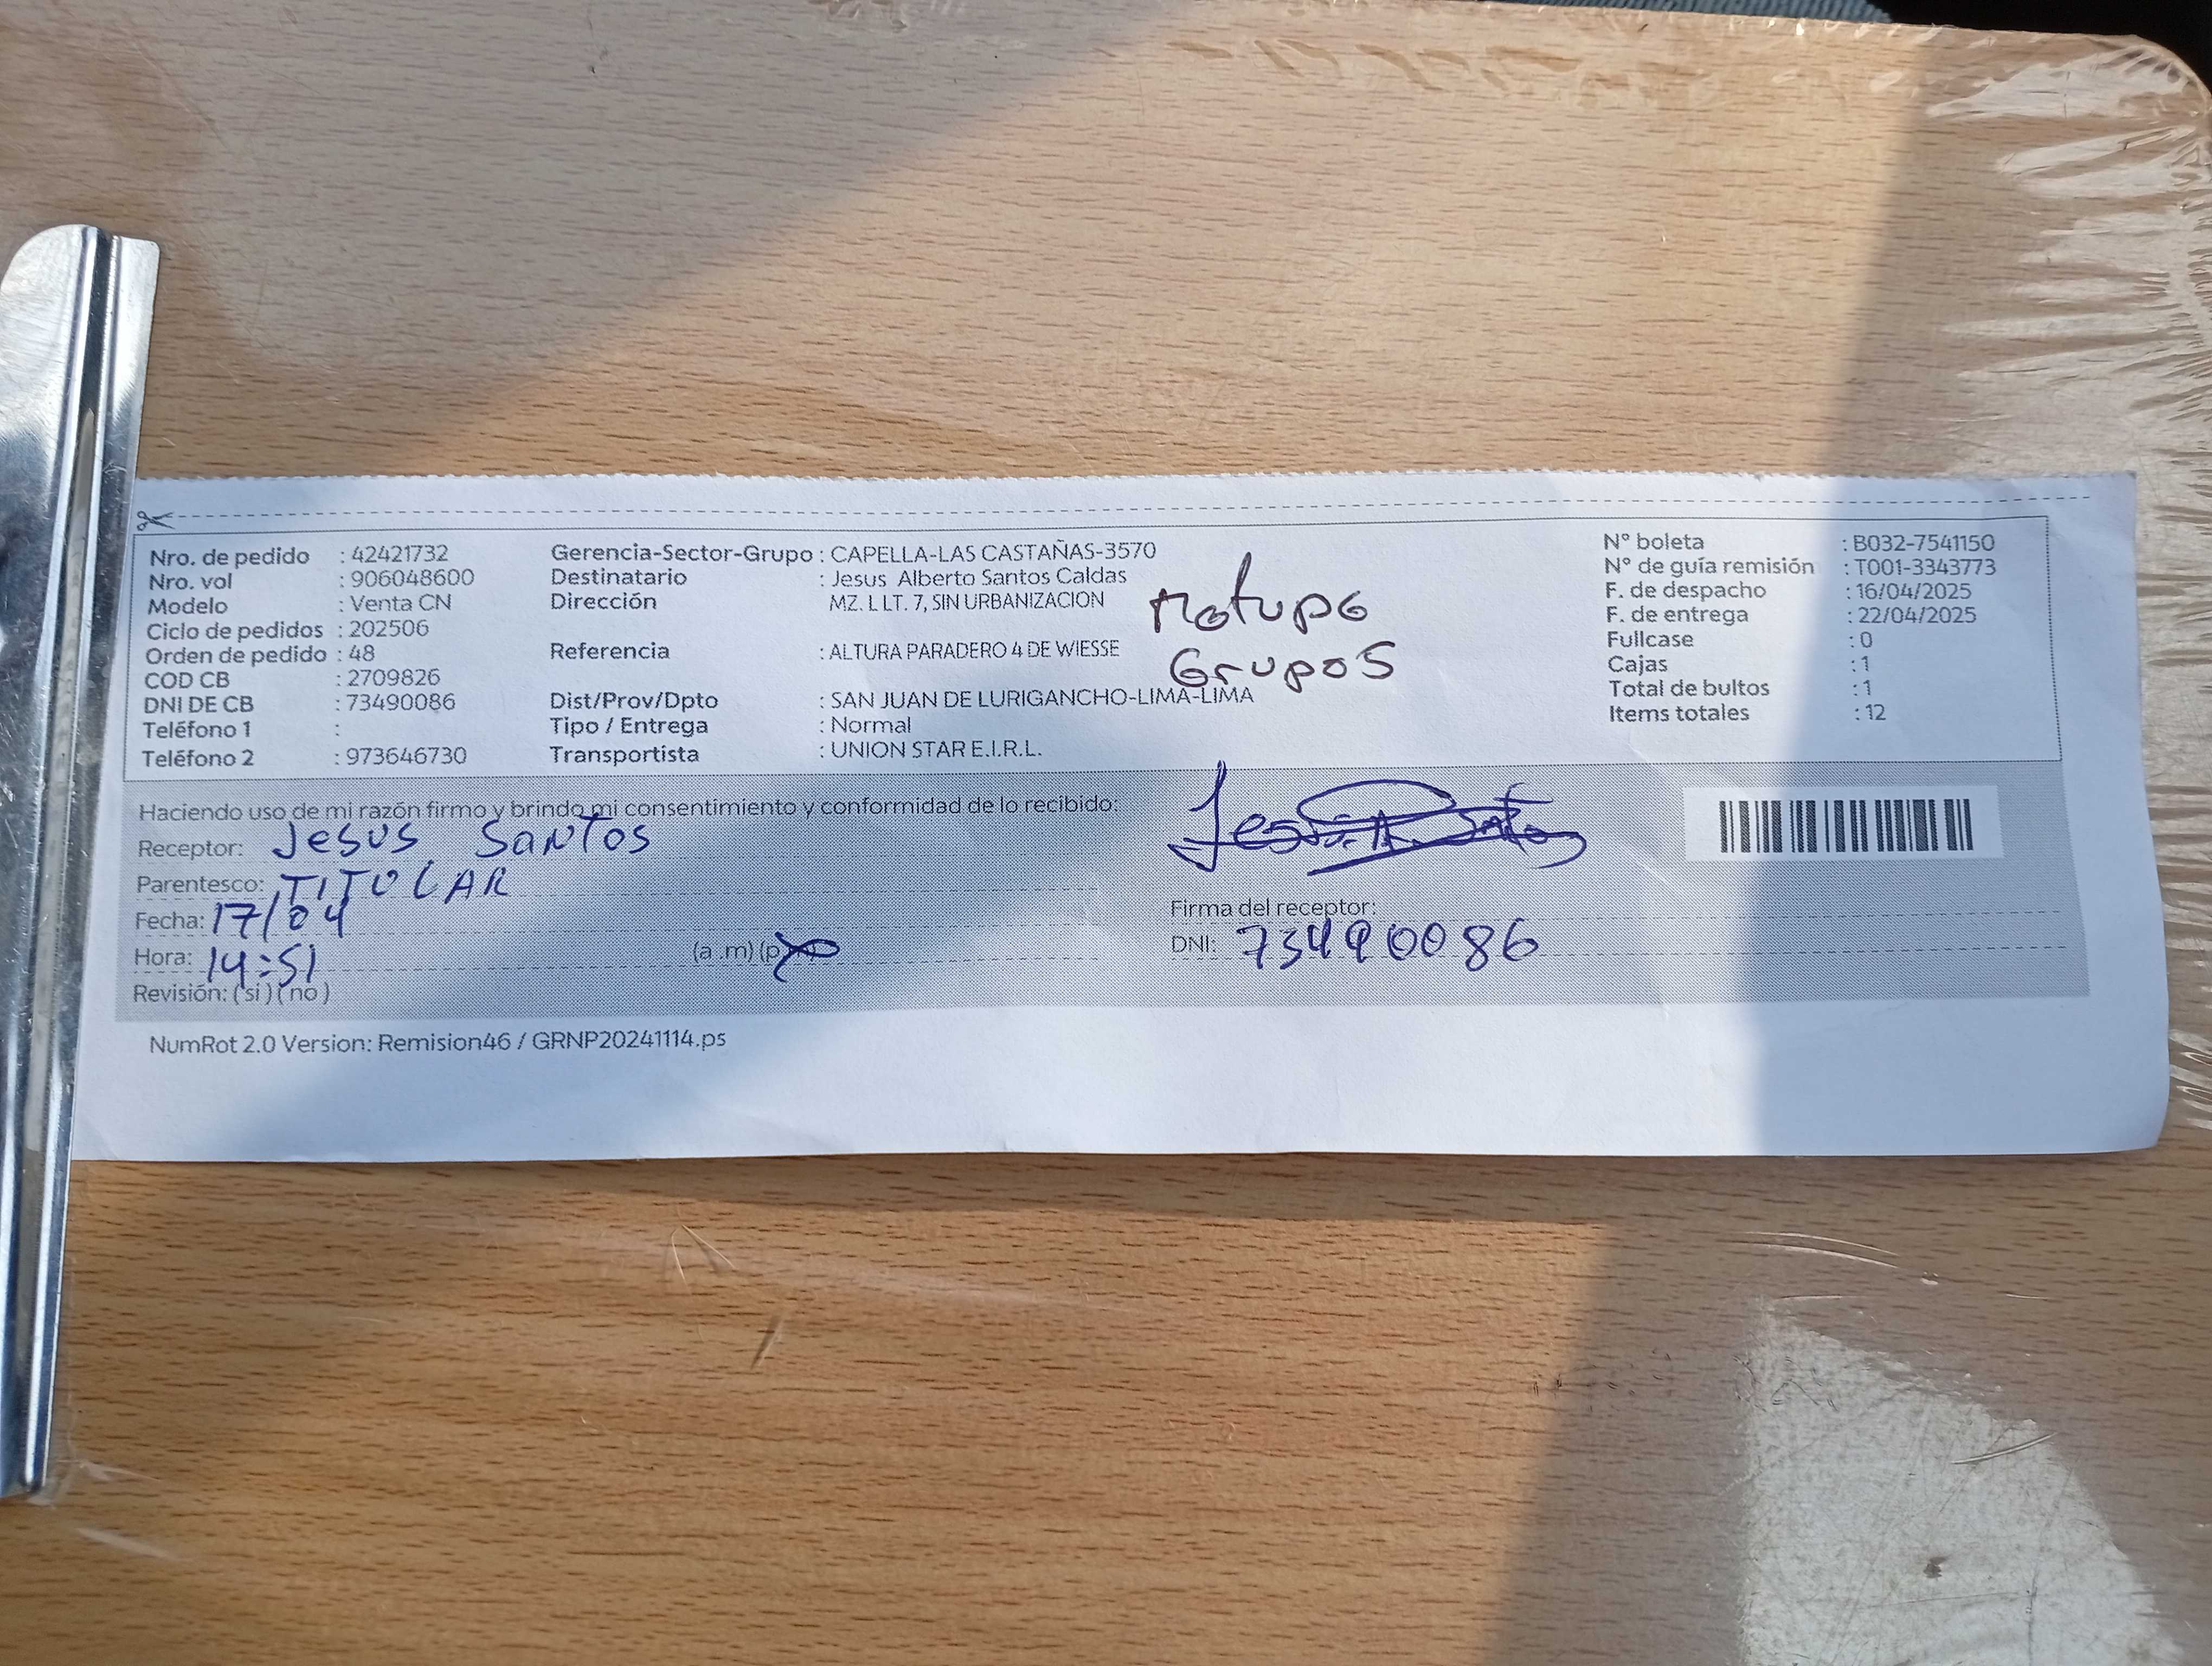 Nro. de pedido : 42421732
Nro. vol : 906048600
Modelo : Venta CN
Ciclo de pedidos : 202506
Orden de pedido : 48
COD CB : 2709826
DNI DE CB : 73490086
Teléfono 1 :
Teléfono 2 : 973646730
Gerencia-Sector-Grupo : CAPELLA-LAS CASTAÑAS-3570
Destinatario : Jesus Alberto Santos Caldas
Dirección MZ. L LT. 7, SIN URBANIZACION
Referencia : ALTURA PARADERO 4 DE WIESSE
Dist/Prov/Dpto : SAN JUAN DE LURIGANCHO-LIMA-LIMA
Tipo / Entrega : Normal
Transportista : UNION STAR E.I.R.L.
Motupe
Grupo 5
N° boleta : B032-7541150
N° de guía remisión : T001-3343773
F. de despacho : 16/04/2025
F. de entrega : 22/04/2025
Fullcase : 0
Cajas : 1
Total de bultos : 1
Items totales : 12
Haciendo uso de mi razón firmo y brindo mi consentimiento y conformidad de lo recibido:
Receptor: Jesus Santos
Parentesco: TITULAR
Fecha: 17/04
Hora: 14:51 (a .m) (p
Revisión: ( si ) ( no )
Firma del receptor:
DNI: 73490086
NumRot 2.0 Version: Remision46 / GRNP20241114.ps